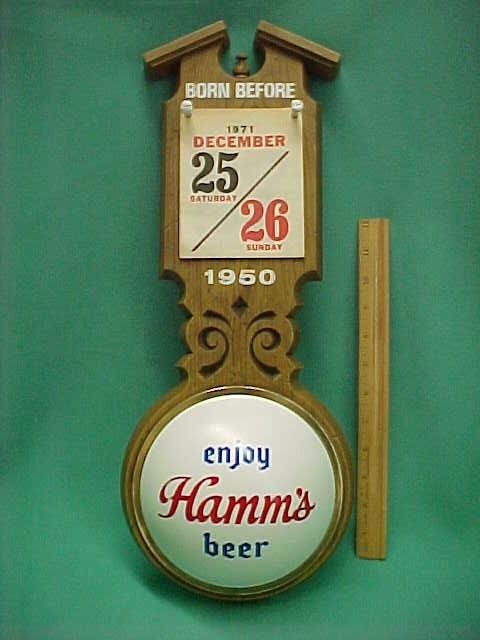 BORN BEFORE
1971
DECEMBER
25
SATURDAY
26
SUNDAY
1950
enjoy
Hamm's
beer